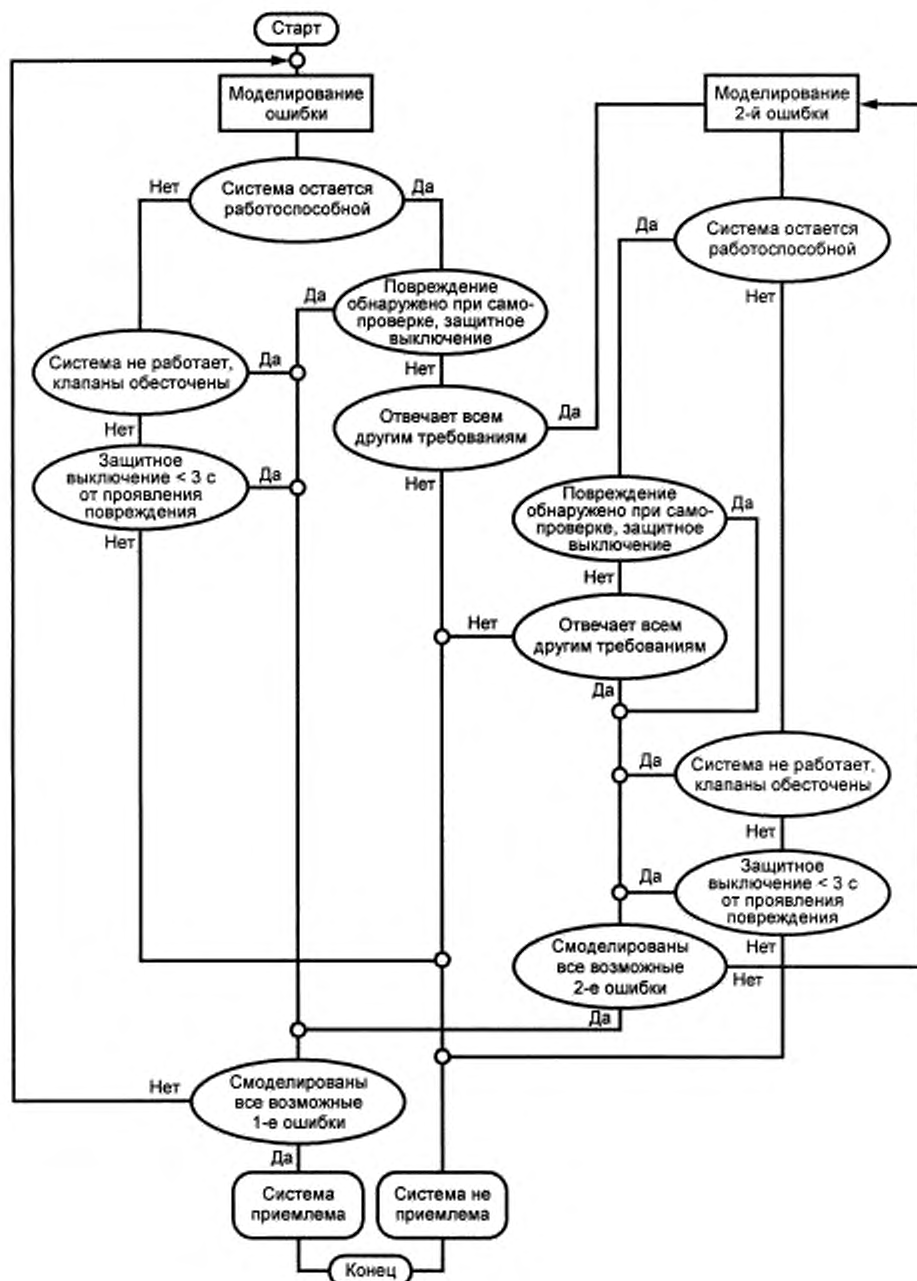 Старт
Моделирование
ошибки
Моделирование
2-й ошибки
Нет
Система остается
работоспособной
Да
Да
Система остается
работоспособной
Нет
Да
Повреждение
обнаружено при само-
проверке, защитное
выключение
Нет
Система не работает,
клапаны обесточены
Да
Нет
Отвечает всем
другим требованиям
Да
Нет
Защитное
выключение < 3 с
от проявления
повреждения
Да
Нет
Повреждение
обнаружено при само-
проверке, защитное
выключение
Да
Нет
Нет
Отвечает всем
другим требованиям
Да
Да
Система не работает,
клапаны обесточены
Нет
Да
Защитное
выключение < 3 с
от проявления
повреждения
Нет
Смоделированы
все возможные
2-е ошибки
Нет
Да
Нет
Смоделированы
все возможные
1-е ошибки
Да
Система
приемлема
Система не
приемлема
Конец